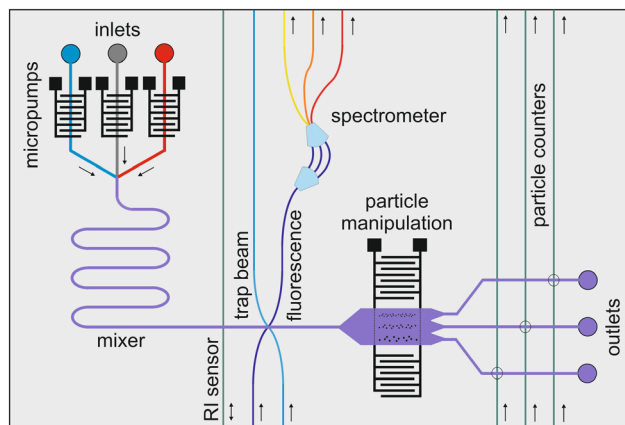 inlets
micropumps
spectrometer
particle counters
particle
manipulation
trap beam
fluorescence
mixer
RI sensor
outlets